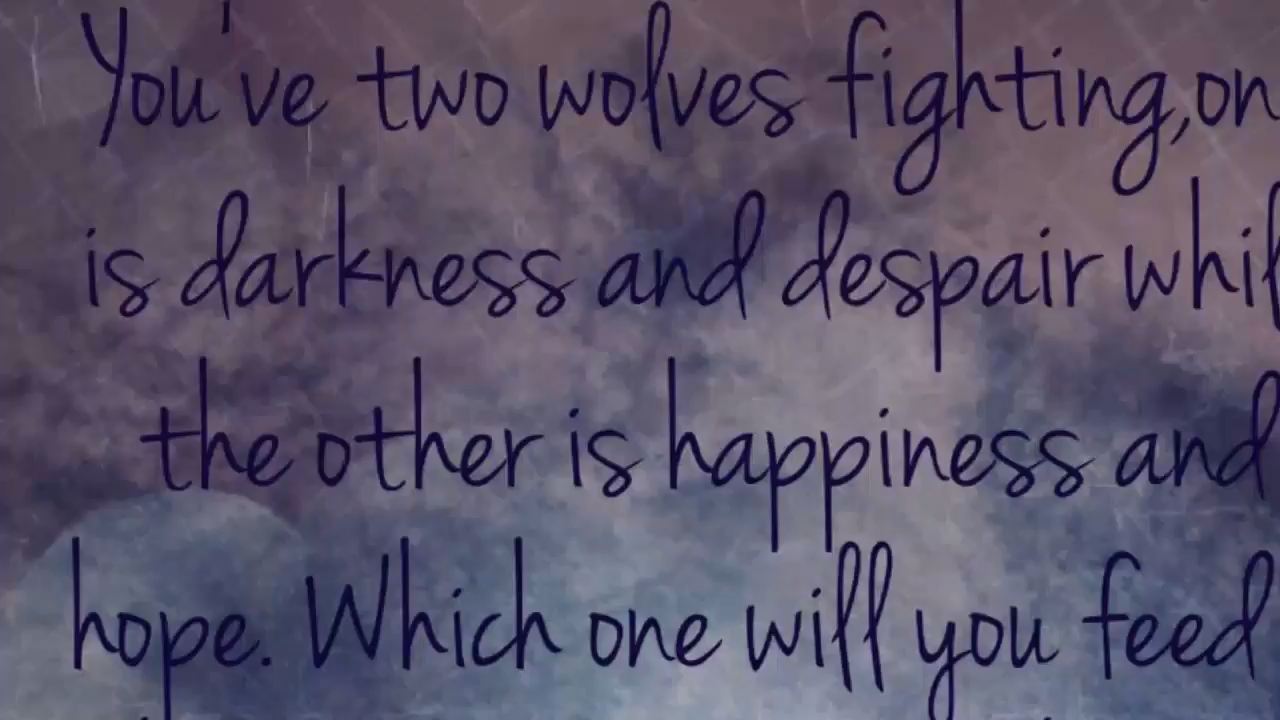 You've two wolves fighting, on
is darkness and despair whil
the other is happiness and
hope. Which one will you feed